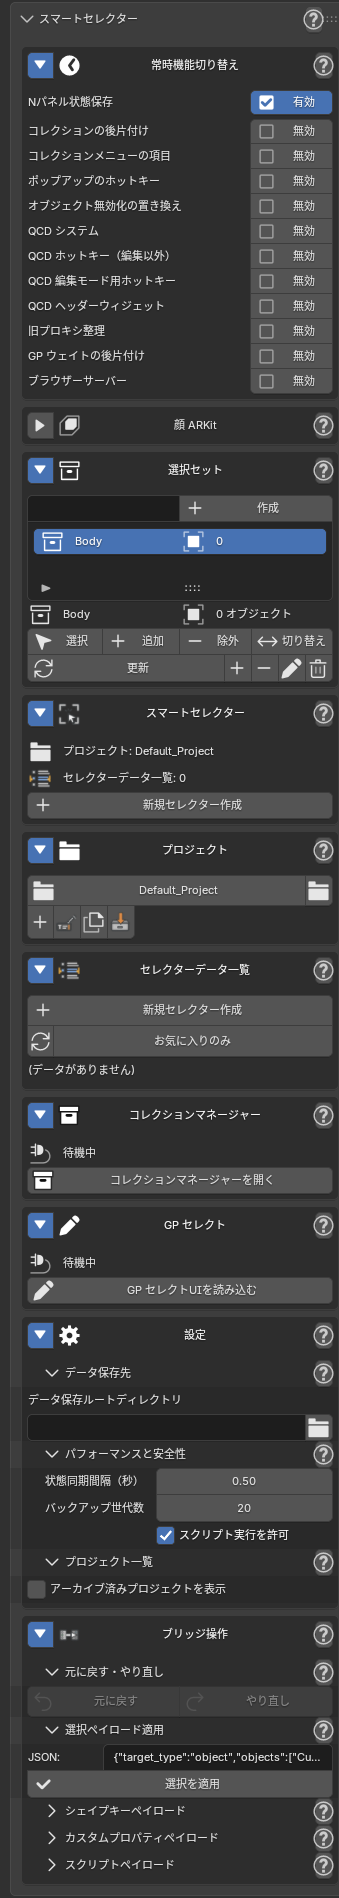 スマートセレクター
常時機能切り替え
Nパネル状態保存 有効
コレクションの後片付け 無効
コレクションメニューの項目 無効
ポップアップのホットキー 無効
オブジェクト無効化の置き換え 無効
QCD システム 無効
QCD ホットキー（編集以外） 無効
QCD 編集モード用ホットキー 無効
QCD ヘッダーウィジェット 無効
旧プロキシ整理 無効
GP ウェイトの後片付け 無効
ブラウザーサーバー 無効
顔 ARKit
選択セット
作成
Body 0
Body 0 オブジェクト
選択 追加 除外 切り替え
更新
スマートセレクター
プロジェクト: Default_Project
セレクターデータ一覧: 0
新規セレクター作成
プロジェクト
Default_Project
セレクターデータ一覧
新規セレクター作成
お気に入りのみ
(データがありません)
コレクションマネージャー
待機中
コレクションマネージャーを開く
GP セレクト
待機中
GP セレクトUIを読み込む
設定
データ保存先
データ保存ルートディレクトリ
パフォーマンスと安全性
状態同期間隔（秒） 0.50
バックアップ世代数 20
スクリプト実行を許可
プロジェクト一覧
アーカイブ済みプロジェクトを表示
ブリッジ操作
元に戻す・やり直し
元に戻す やり直し
選択ペイロード適用
JSON: {"target_type":"object","objects":["Cu...
選択を適用
シェイプキーペイロード
カスタムプロパティペイロード
スクリプトペイロード